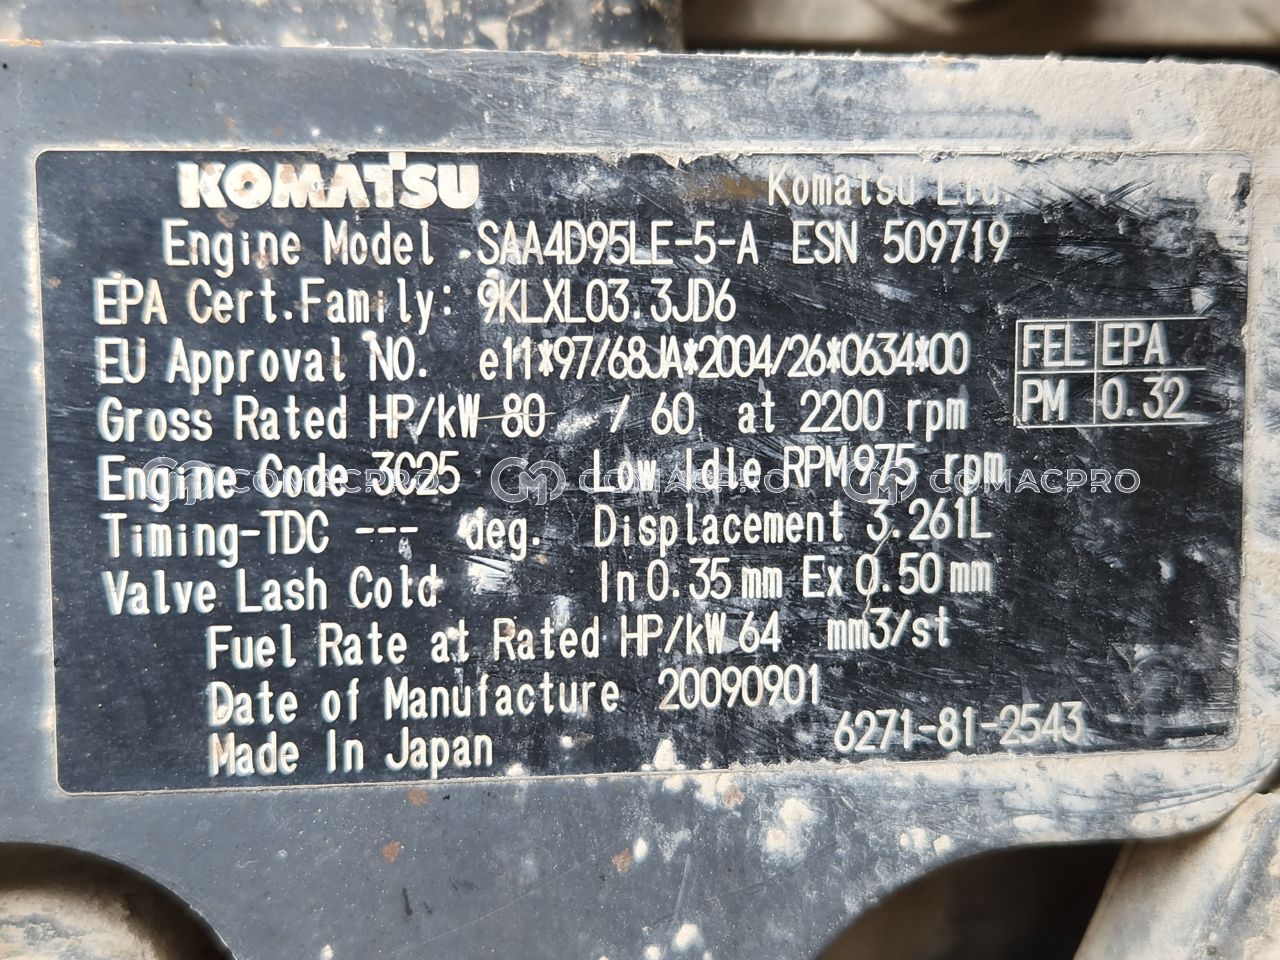 KOMATSU Komatsu Ltd.
Engine Model SAA4D95LE-5-A ESN 509719
EPA Cert.Family: 9KLXL03.3JD6
EU Approval NO. e11*97/68JA*2004/26*0634*00
FEL EPA
PM 0.32
Gross Rated HP/kW 80 / 60 at 2200 rpm
Engine Code 3C25 Low Idle RPM 975 rpm
COMACPRO COMACPRO COMACPRO
Timing-TDC --- deg. Displacement 3.261L
Valve Lash Cold In 0.35 mm Ex 0.50 mm
Fuel Rate at Rated HP/kW 64 mm3/st
Date of Manufacture 20090901
Made In Japan 6271-81-2543